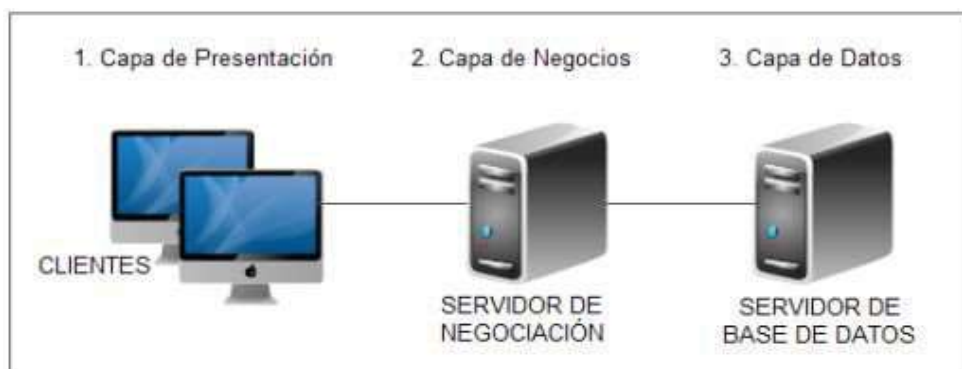 1. Capa de Presentación
2. Capa de Negocios
3. Capa de Datos
CLIENTES
SERVIDOR DE
NEGOCIACIÓN
SERVIDOR DE
BASE DE DATOS